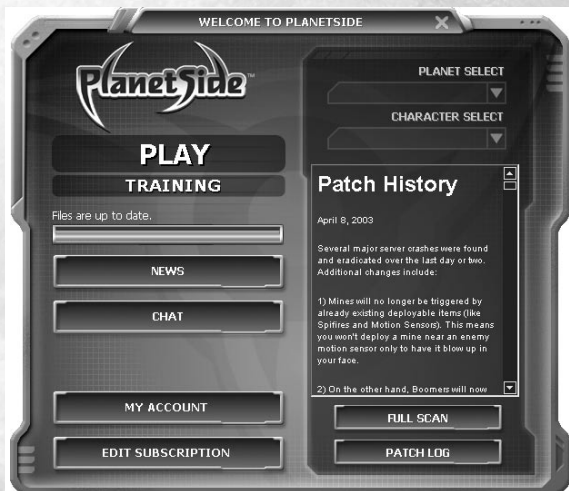 WELCOME TO PLANETSIDE
PlanetSide™
PLAY
TRAINING
Files are up to date.
NEWS
CHAT
MY ACCOUNT
EDIT SUBSCRIPTION
PLANET SELECT
CHARACTER SELECT
Patch History
April 8, 2003
Several major server crashes were found
and eradicated over the last day or two.
Additional changes include:
1) Mines will no longer be triggered by
already existing deployable items (like
Spifires and Motion Sensors). This means
you won't deploy a mine near an enemy
motion sensor only to have it blow up in
your face.
2) On the other hand, Boomers will now
FULL SCAN
PATCH LOG